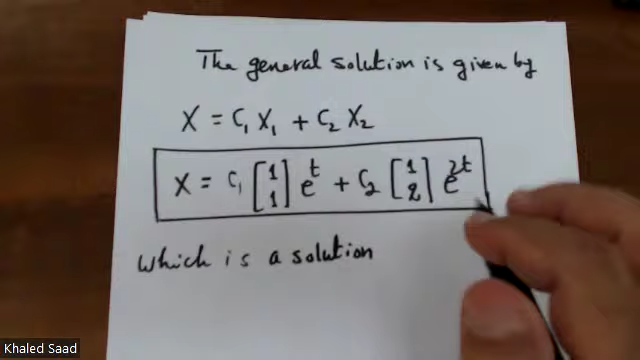 The general solution is given by
X = C₁ X₁ + C₂ X₂
X = C₁ [1 1] e^t + C₂ [1 2] e^2t
which is a solution
Khaled Saad